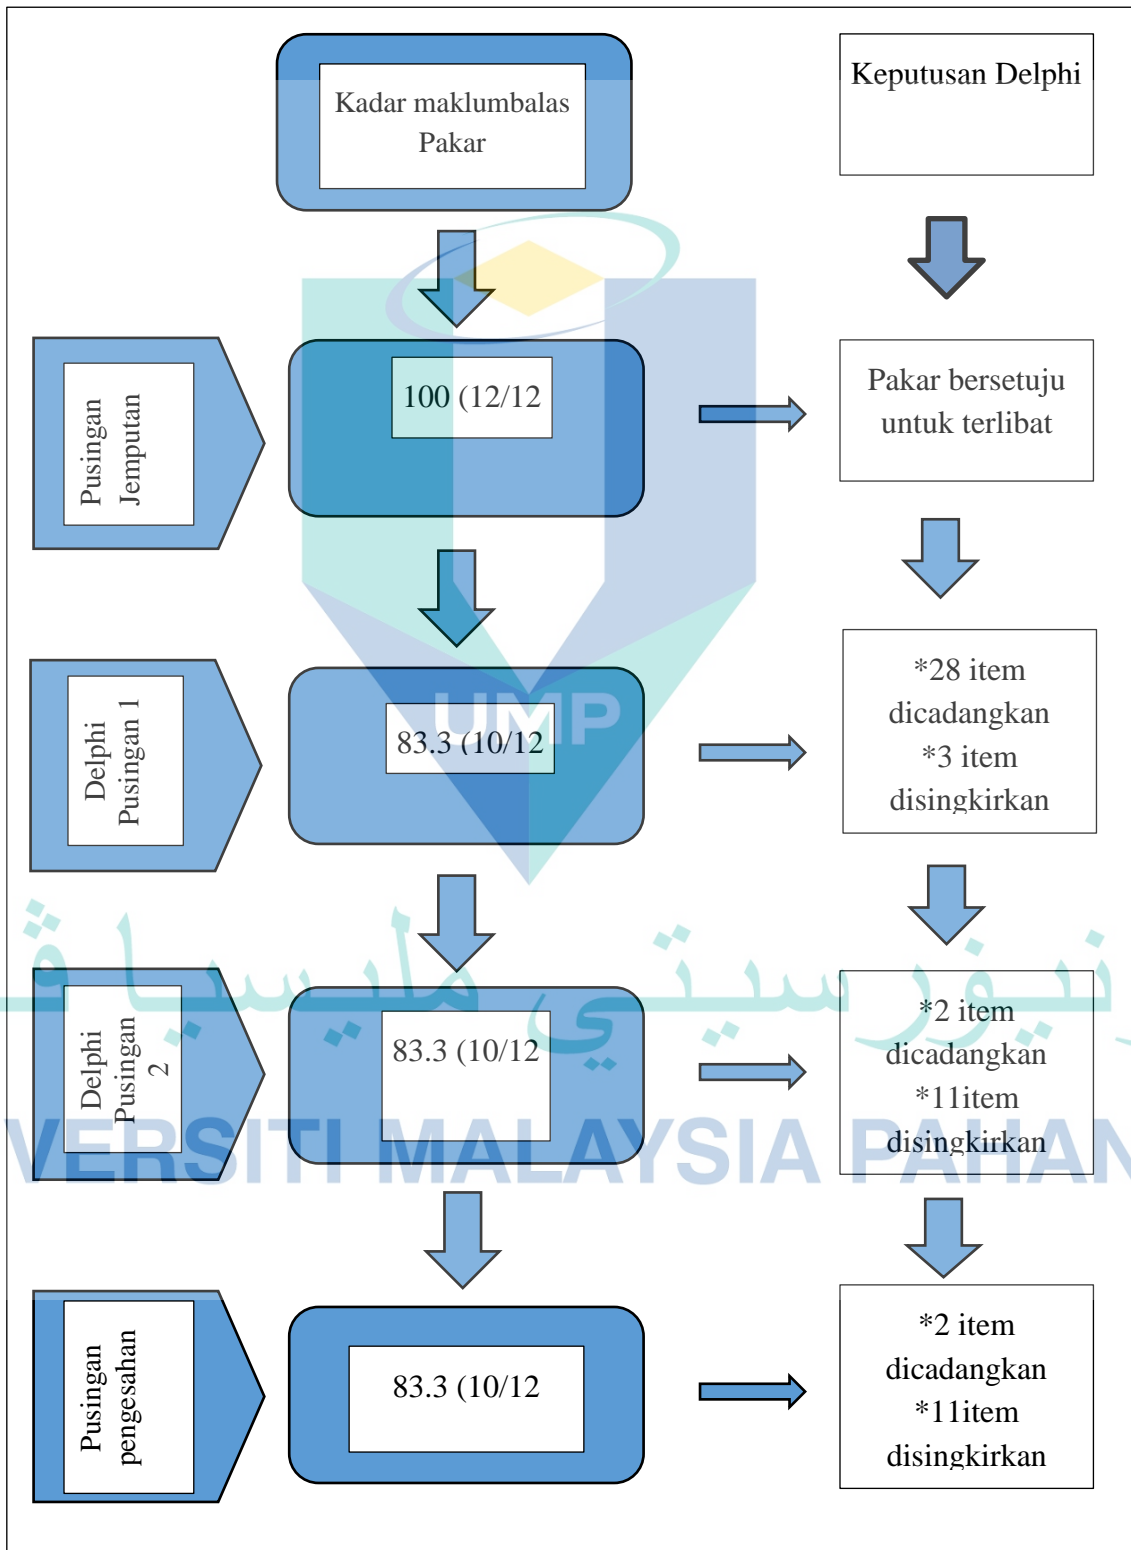 Kadar maklumbalas
Pakar
Keputusan Delphi
Pusingan
Jemputan
100 (12/12
Pakar bersetuju
untuk terlibat
Delphi
Pusingan 1
83.3 (10/12
*28 item
dicadangkan
*3 item
disingkirkan
UMP
Delphi
Pusingan
2
83.3 (10/12
*2 item
dicadangkan
*11item
disingkirkan
نيۏرسيتي مليسيا ڤ
VERSITI MALAYSIA PAHAN
Pusingan
pengesahan
83.3 (10/12
*2 item
dicadangkan
*11item
disingkirkan